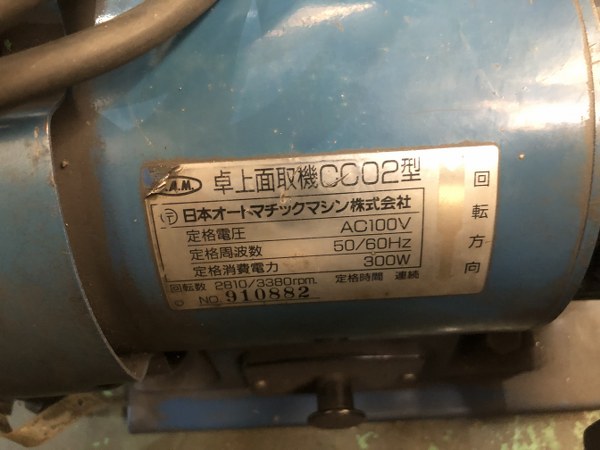 A.M. 卓上面取機CC02型
〒 日本オートマチックマシン株式会社
定格電圧 AC100V
定格周波数 50/60Hz
定格消費電力 300W
回転数 2810/3380rpm. 定格時間 連続
NO. 910882
回転方向